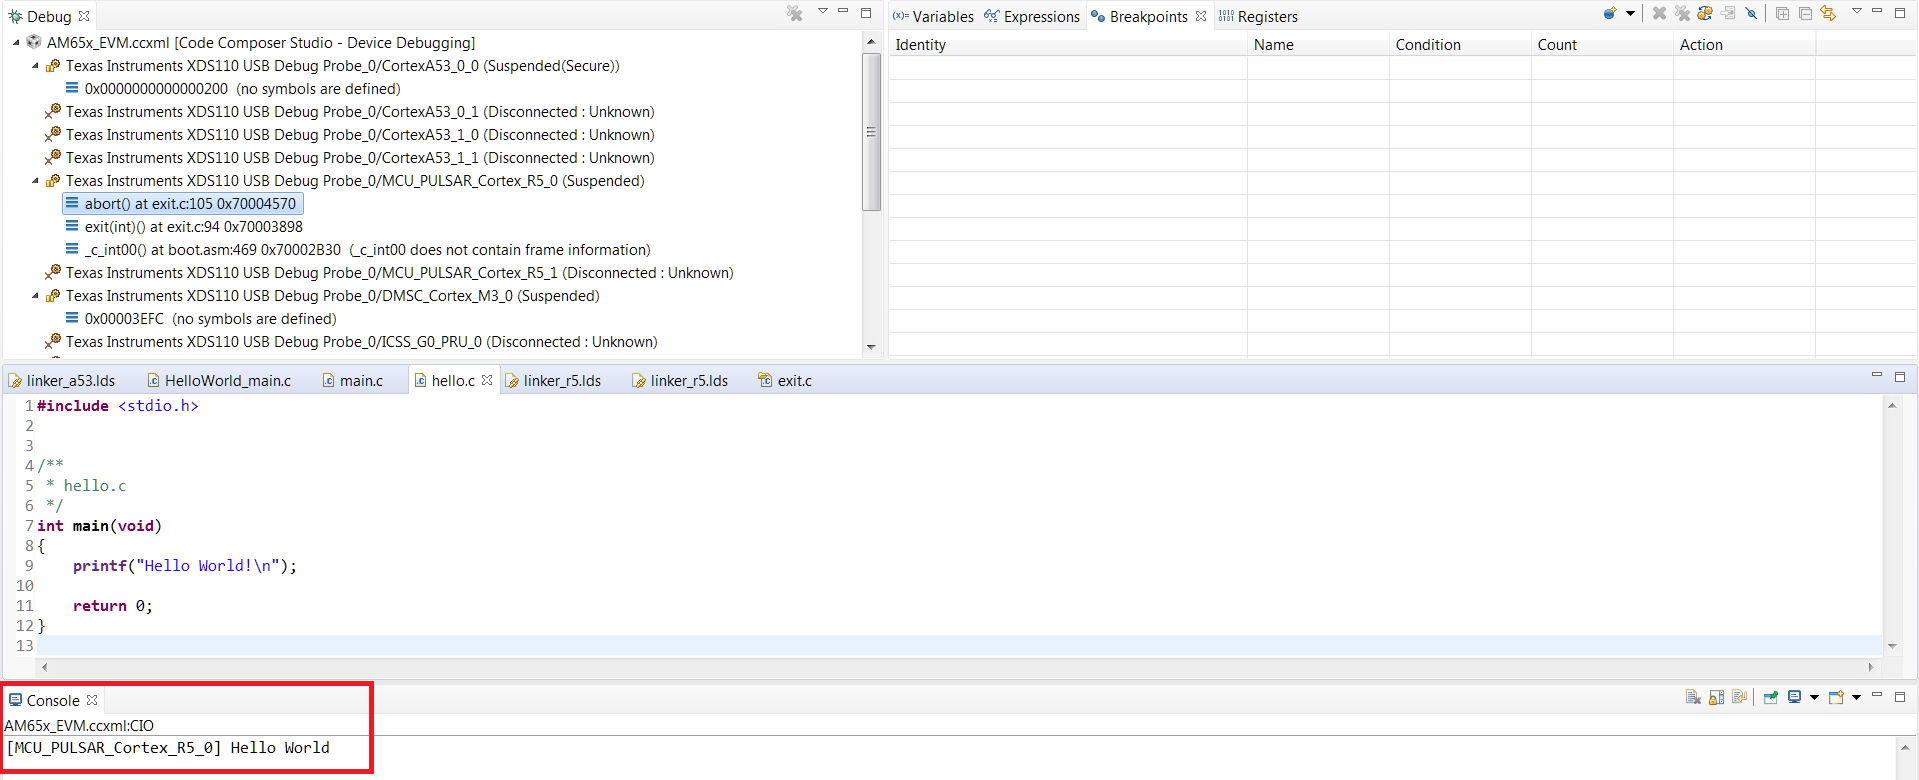 Debug
AM65x_EVM.ccxml [Code Composer Studio - Device Debugging]
Texas Instruments XDS110 USB Debug Probe_0/CortexA53_0_0 (Suspended(Secure))
0x0000000000000200 (no symbols are defined)
Texas Instruments XDS110 USB Debug Probe_0/CortexA53_0_1 (Disconnected : Unknown)
Texas Instruments XDS110 USB Debug Probe_0/CortexA53_1_0 (Disconnected : Unknown)
Texas Instruments XDS110 USB Debug Probe_0/CortexA53_1_1 (Disconnected : Unknown)
Texas Instruments XDS110 USB Debug Probe_0/MCU_PULSAR_Cortex_R5_0 (Suspended)
abort() at exit.c:105 0x70004570
exit(int)() at exit.c:94 0x70003898
_c_int00() at boot.asm:469 0x70002B30 (_c_int00 does not contain frame information)
Texas Instruments XDS110 USB Debug Probe_0/MCU_PULSAR_Cortex_R5_1 (Disconnected : Unknown)
Texas Instruments XDS110 USB Debug Probe_0/DMSC_Cortex_M3_0 (Suspended)
0x00003EFC (no symbols are defined)
Texas Instruments XDS110 USB Debug Probe_0/ICSS_G0_PRU_0 (Disconnected : Unknown)
(x)= Variables Expressions Breakpoints 1010 0101 Registers
Identity Name Condition Count Action
linker_a53.lds HelloWorld_main.c main.c hello.c linker_r5.lds linker_r5.lds exit.c
1 #include <stdio.h>
2
3
4 /**
5  * hello.c
6  */
7 int main(void)
8 {
9     printf("Hello World!\n");
10
11     return 0;
12 }
13
Console
AM65x_EVM.ccxml:CIO
[MCU_PULSAR_Cortex_R5_0] Hello World